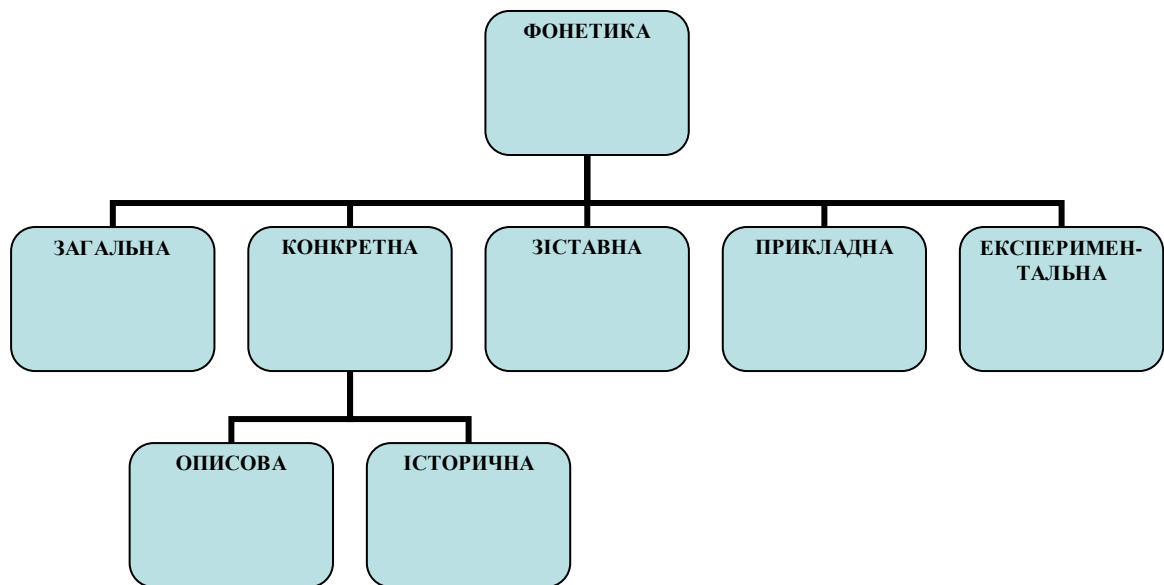 ФОНЕТИКА
ЗАГАЛЬНА
КОНКРЕТНА
ЗІСТАВНА
ПРИКЛАДНА
ЕКСПЕРИМЕН-
ТАЛЬНА
ОПИСОВА
ІСТОРИЧНА